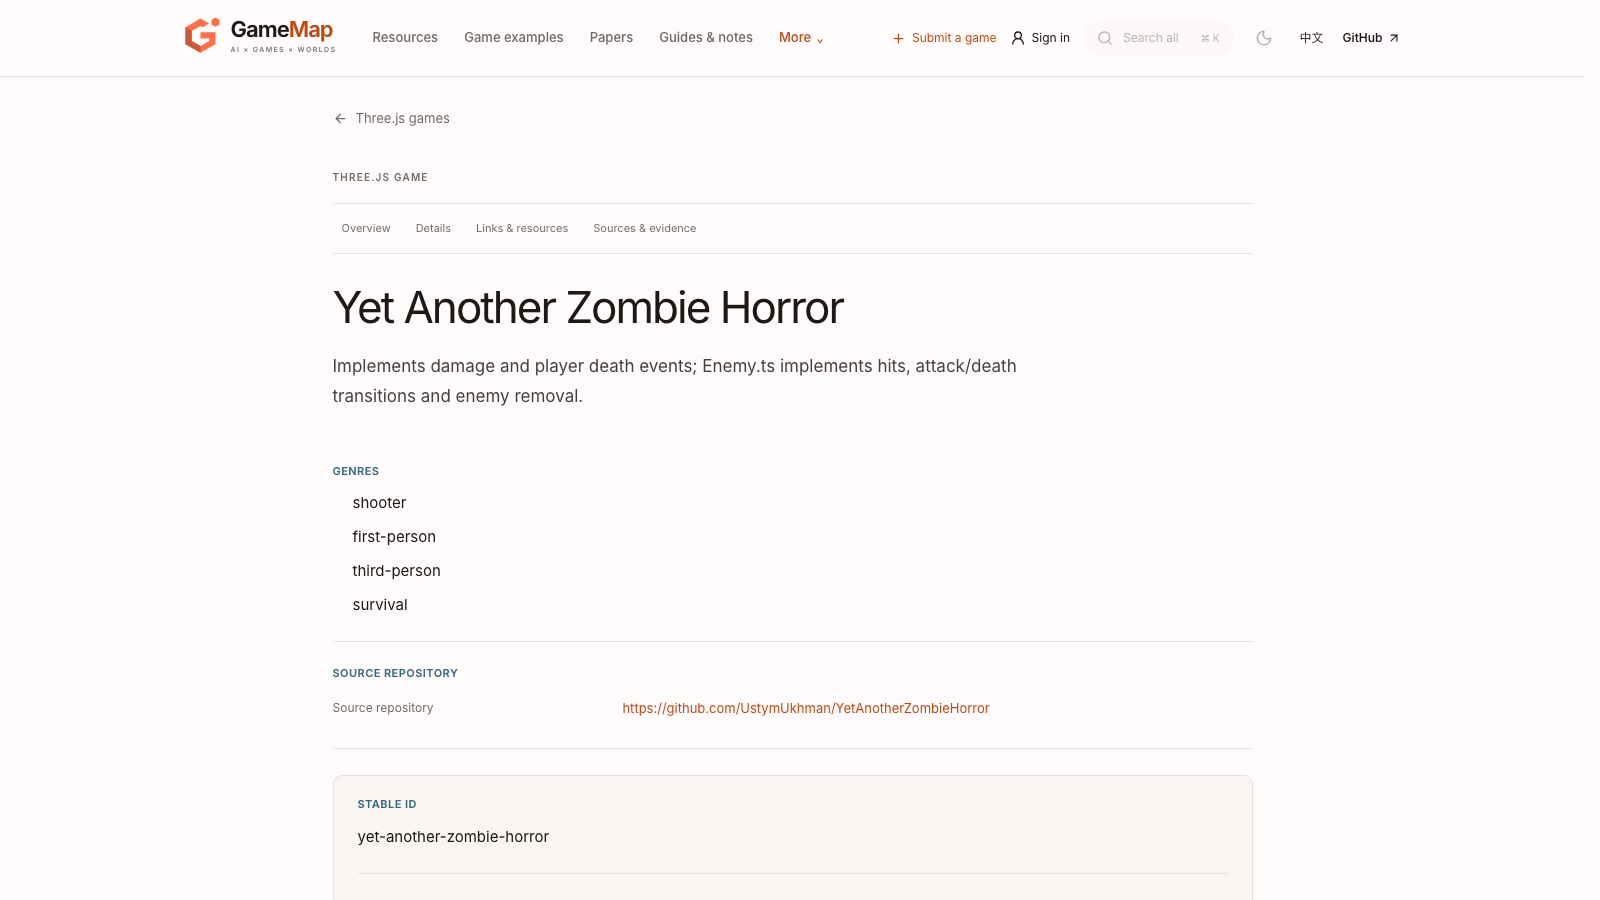 GameMap
AI × GAMES × WORLDS
Resources
Game examples
Papers
Guides & notes
More
Submit a game
Sign in
Search all
⌘ K
中文
GitHub
Three.js games
THREE.JS GAME
Overview
Details
Links & resources
Sources & evidence
Yet Another Zombie Horror
Implements damage and player death events; Enemy.ts implements hits, attack/death
transitions and enemy removal.
GENRES
shooter
first-person
third-person
survival
SOURCE REPOSITORY
Source repository
https://github.com/UstymUkhman/YetAnotherZombieHorror
STABLE ID
yet-another-zombie-horror